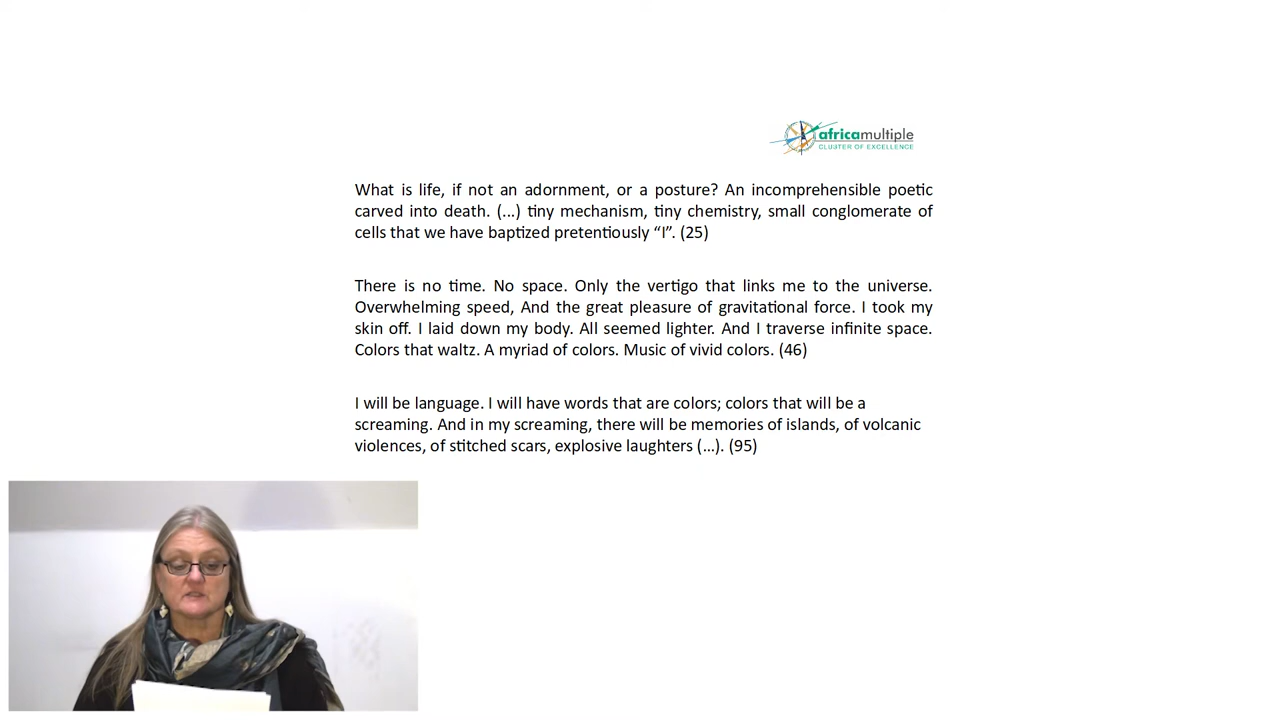 africamultiple
CLUSTER OF EXCELLENCE
What is life, if not an adornment, or a posture? An incomprehensible poetic
carved into death. (...) tiny mechanism, tiny chemistry, small conglomerate of
cells that we have baptized pretentiously “I”. (25)
There is no time. No space. Only the vertigo that links me to the universe.
Overwhelming speed, And the great pleasure of gravitational force. I took my
skin off. I laid down my body. All seemed lighter. And I traverse infinite space.
Colors that waltz. A myriad of colors. Music of vivid colors. (46)
I will be language. I will have words that are colors; colors that will be a
screaming. And in my screaming, there will be memories of islands, of volcanic
violences, of stitched scars, explosive laughters (…). (95)